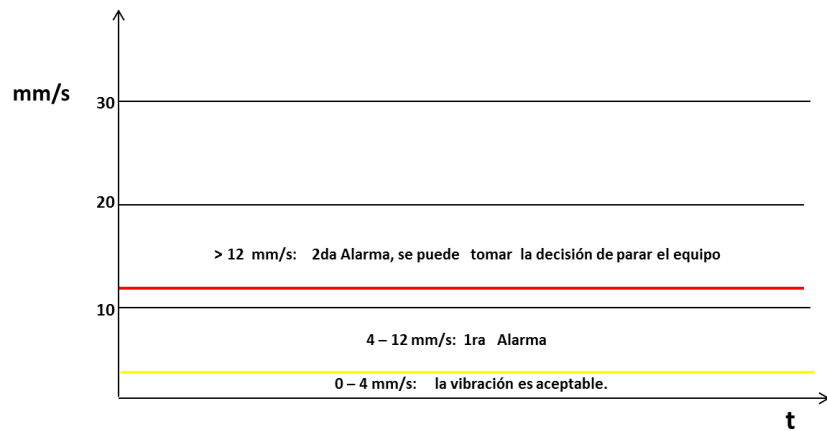 mm/s
30
20
> 12 mm/s: 2da Alarma, se puede tomar la decisión de parar el equipo
10
4 – 12 mm/s: 1ra Alarma
0 – 4 mm/s: la vibración es aceptable.
t